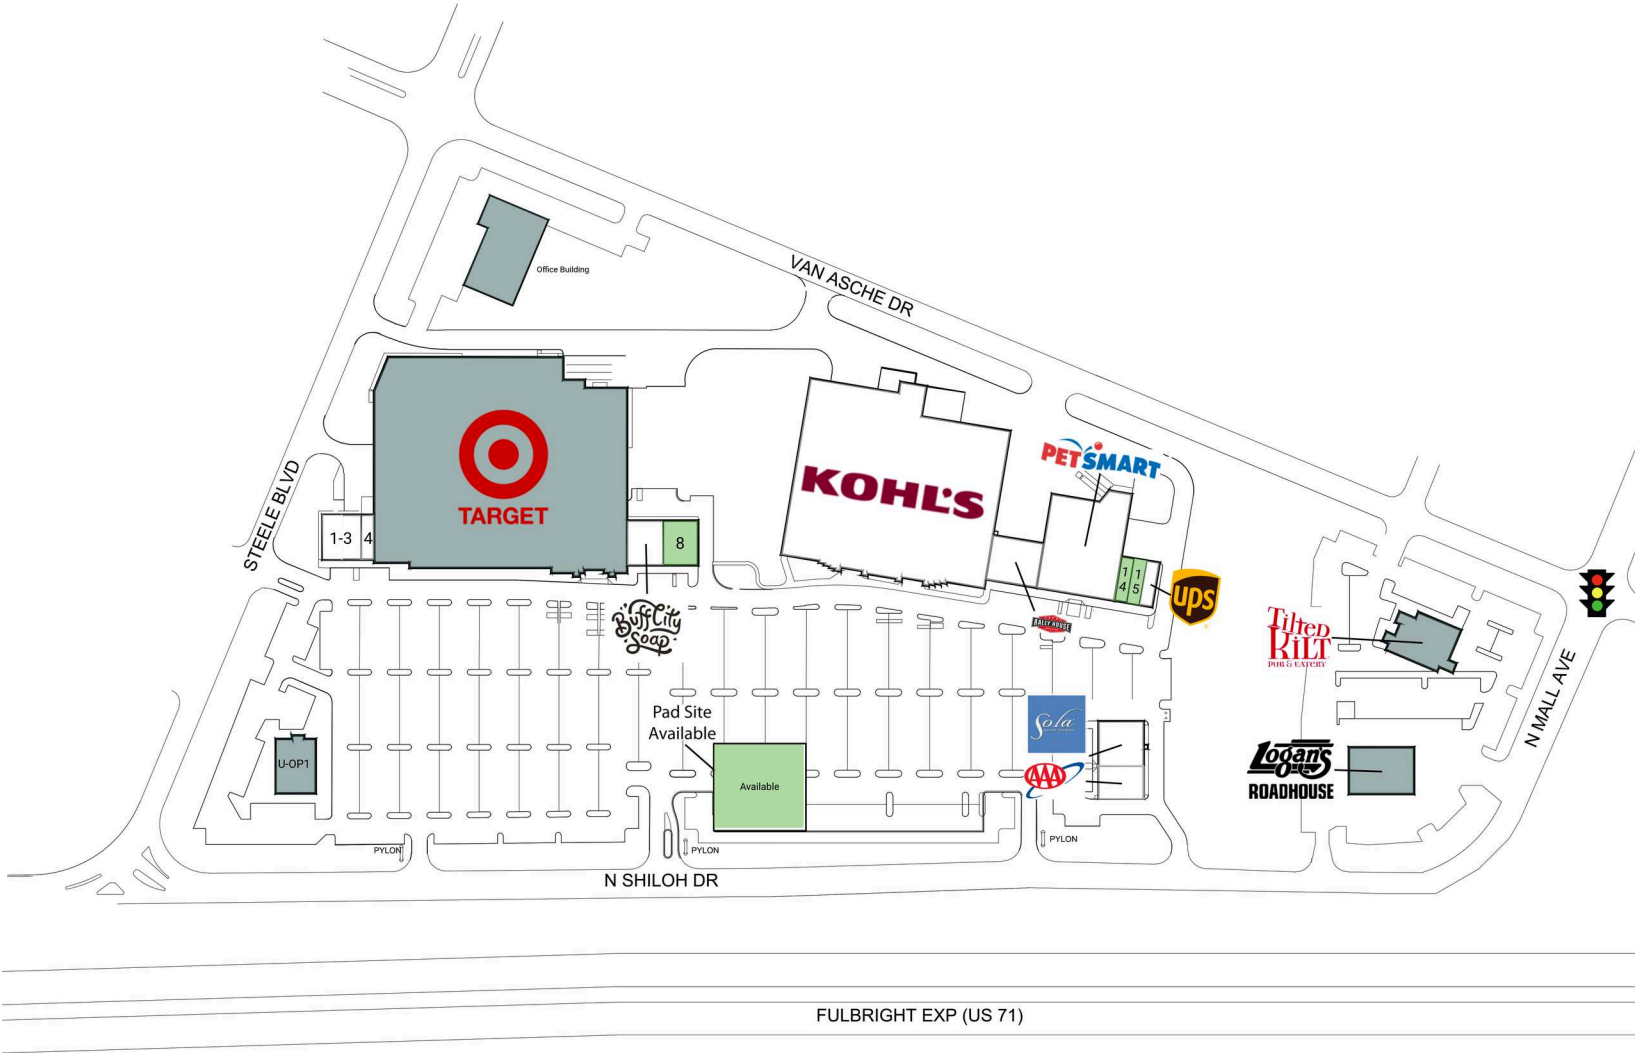 VAN ASCHE DR
Office Building
STEELE BLVD
TARGET
KOHL'S
PETSMART
1-3
4
8
1
4
1
5
ups
Buff City
Soap
RALLY HOUSE
Tilted
KILT
PUB & EATERY
N MALL AVE
Pad Site
Available
Available
Sola
AAA
Logan's
ROADHOUSE
U-OP1
PYLON
PYLON
PYLON
N SHILOH DR
FULBRIGHT EXP (US 71)